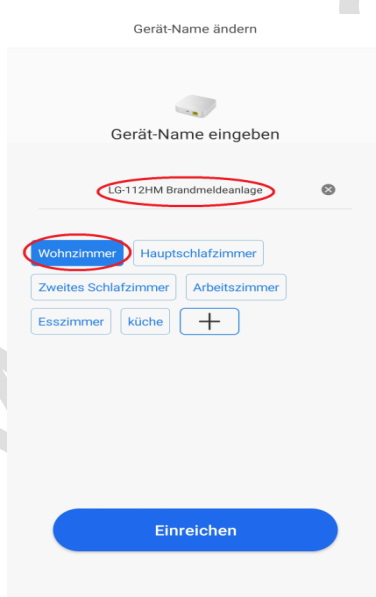 Gerät-Name ändern
Gerät-Name eingeben
LG-112HM Brandmeldeanlage
Wohnzimmer Hauptschlafzimmer
Zweites Schlafzimmer Arbeitszimmer
Esszimmer küche
Einreichen